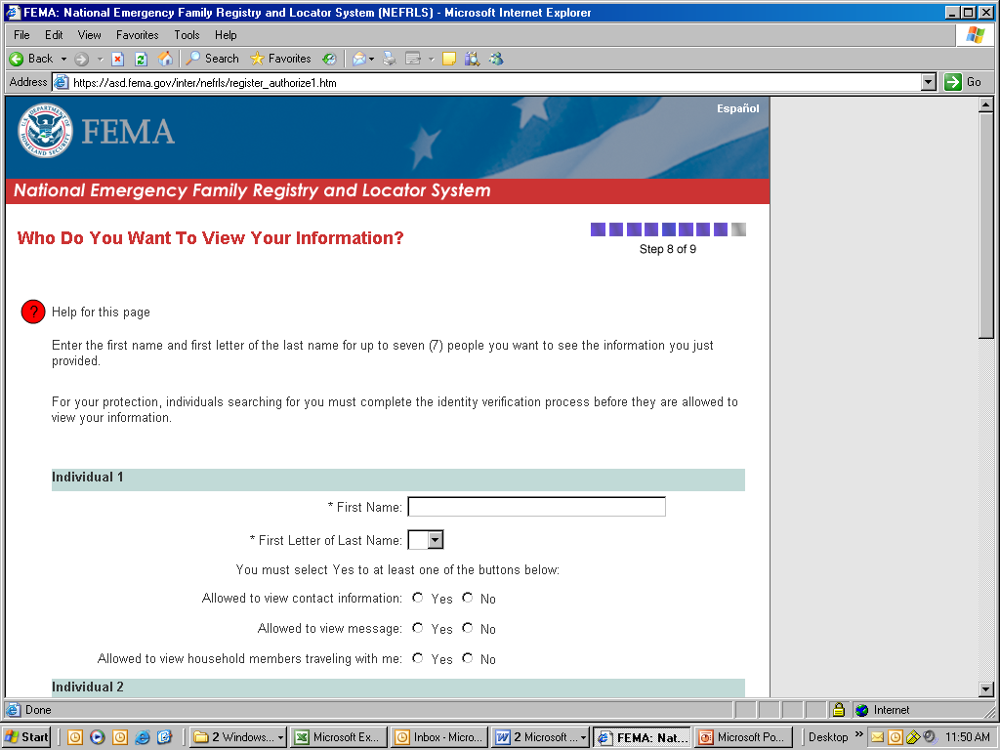 FEMA: National Emergency Family Registry and Locator System (NEFRLS) - Microsoft Internet Explorer
File Edit View Favorites Tools Help
Back Search Favorites
Address https://asd.fema.gov/inter/nefrls/register_authorize1.htm Go
Español
U.S. DEPARTMENT OF HOMELAND SECURITY
FEMA
National Emergency Family Registry and Locator System
Who Do You Want To View Your Information?
Step 8 of 9
? Help for this page
Enter the first name and first letter of the last name for up to seven (7) people you want to see the information you just
provided.
For your protection, individuals searching for you must complete the identity verification process before they are allowed to
view your information.
Individual 1
* First Name:
* First Letter of Last Name:
You must select Yes to at least one of the buttons below:
Allowed to view contact information: Yes No
Allowed to view message: Yes No
Allowed to view household members traveling with me: Yes No
Individual 2
Done Internet
Start 2 Windows... Microsoft Ex... Inbox - Micro... 2 Microsoft ... FEMA: Nat... Microsoft Po... Desktop » 11:50 AM